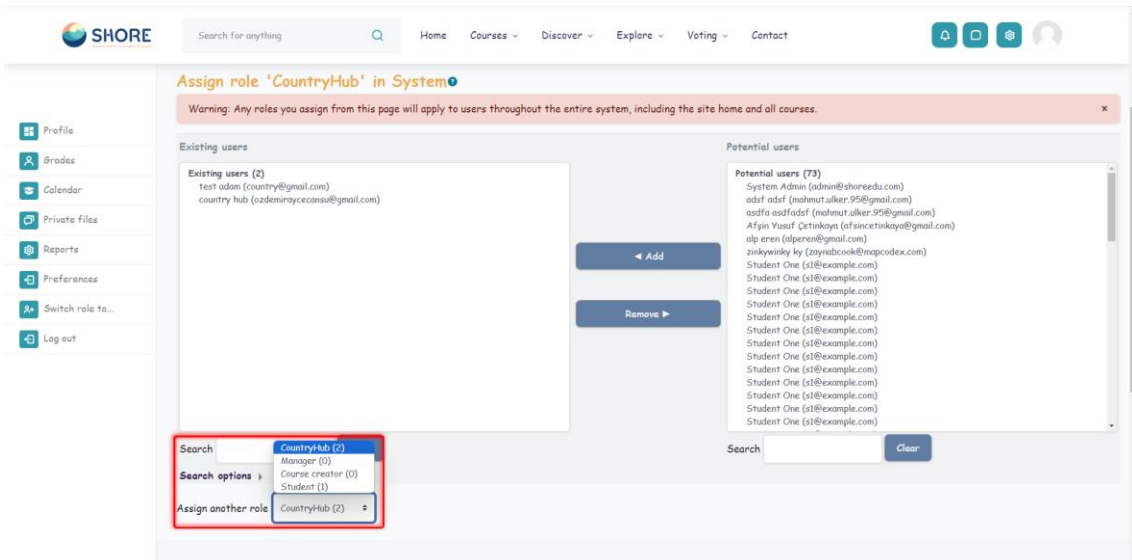 SHORE
Search for anything
Home Courses Discover Explore Voting Contact
Assign role 'CountryHub' in System
Warning: Any roles you assign from this page will apply to users throughout the entire system, including the site home and all courses. ×
Profile
Grades
Calendar
Private files
Reports
Preferences
Switch role to...
Log out
Existing users
Existing users (2)
test adam (country@gmail.com)
country hub (ozdemiraycecansu@gmail.com)
◄ Add
Remove ►
Potential users
Potential users (73)
System Admin (admin@shoreedu.com)
adsf adsf (mahmut.ulker.95@gmail.com)
asdfa asdfadsf (mahmut.ulker.95@gmail.com)
Afşin Yusuf Çetinkaya (afsincetinkaya@gmail.com)
alp eren (alperen@gmail.com)
zinkywinky ky (zaynabcook@mapcodex.com)
Student One (s1@example.com)
Student One (s1@example.com)
Student One (s1@example.com)
Student One (s1@example.com)
Student One (s1@example.com)
Student One (s1@example.com)
Student One (s1@example.com)
Student One (s1@example.com)
Student One (s1@example.com)
Student One (s1@example.com)
Student One (s1@example.com)
Student One (s1@example.com)
Student One (s1@example.com)
Search
CountryHub (2)
Manager (0)
Course creator (0)
Student (1)
Search options
Assign another role CountryHub (2)
Search Clear